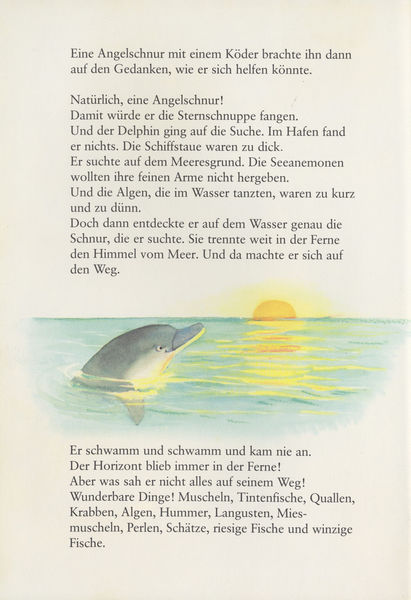 Eine Angelschnur mit einem Köder brachte ihn dann
auf den Gedanken, wie er sich helfen könnte.
Natürlich, eine Angelschnur!
Damit würde er die Sternschnuppe fangen.
Und der Delphin ging auf die Suche. Im Hafen fand
er nichts. Die Schiffstaue waren zu dick.
Er suchte auf dem Meeresgrund. Die Seeanemonen
wollten ihre feinen Arme nicht hergeben.
Und die Algen, die im Wasser tanzten, waren zu kurz
und zu dünn.
Doch dann entdeckte er auf dem Wasser genau die
Schnur, die er suchte. Sie trennte weit in der Ferne
den Himmel vom Meer. Und da machte er sich auf
den Weg.
Er schwamm und schwamm und kam nie an.
Der Horizont blieb immer in der Ferne!
Aber was sah er nicht alles auf seinem Weg!
Wunderbare Dinge! Muscheln, Tintenfische, Quallen,
Krabben, Algen, Hummer, Langusten, Mies-
muscheln, Perlen, Schätze, riesige Fische und winzige
Fische.